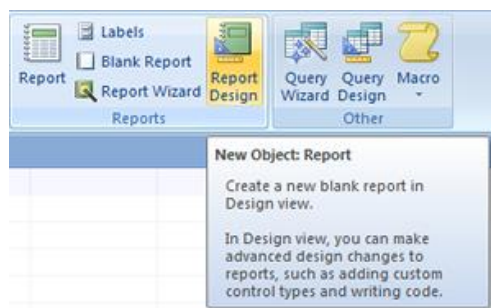 Labels
Blank Report
Report Wizard
Report
Report
Design
Query
Wizard
Query
Design
Macro
Reports
Other
New Object: Report
Create a new blank report in
Design view.
In Design view, you can make
advanced design changes to
reports, such as adding custom
control types and writing code.